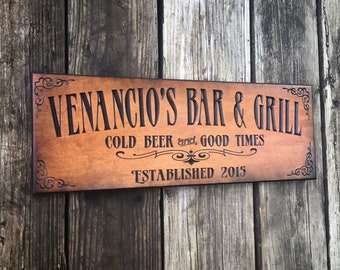 VENANCIO'S BAR & GRILL
COLD BEER and GOOD TIMES
ESTABLISHED 2015